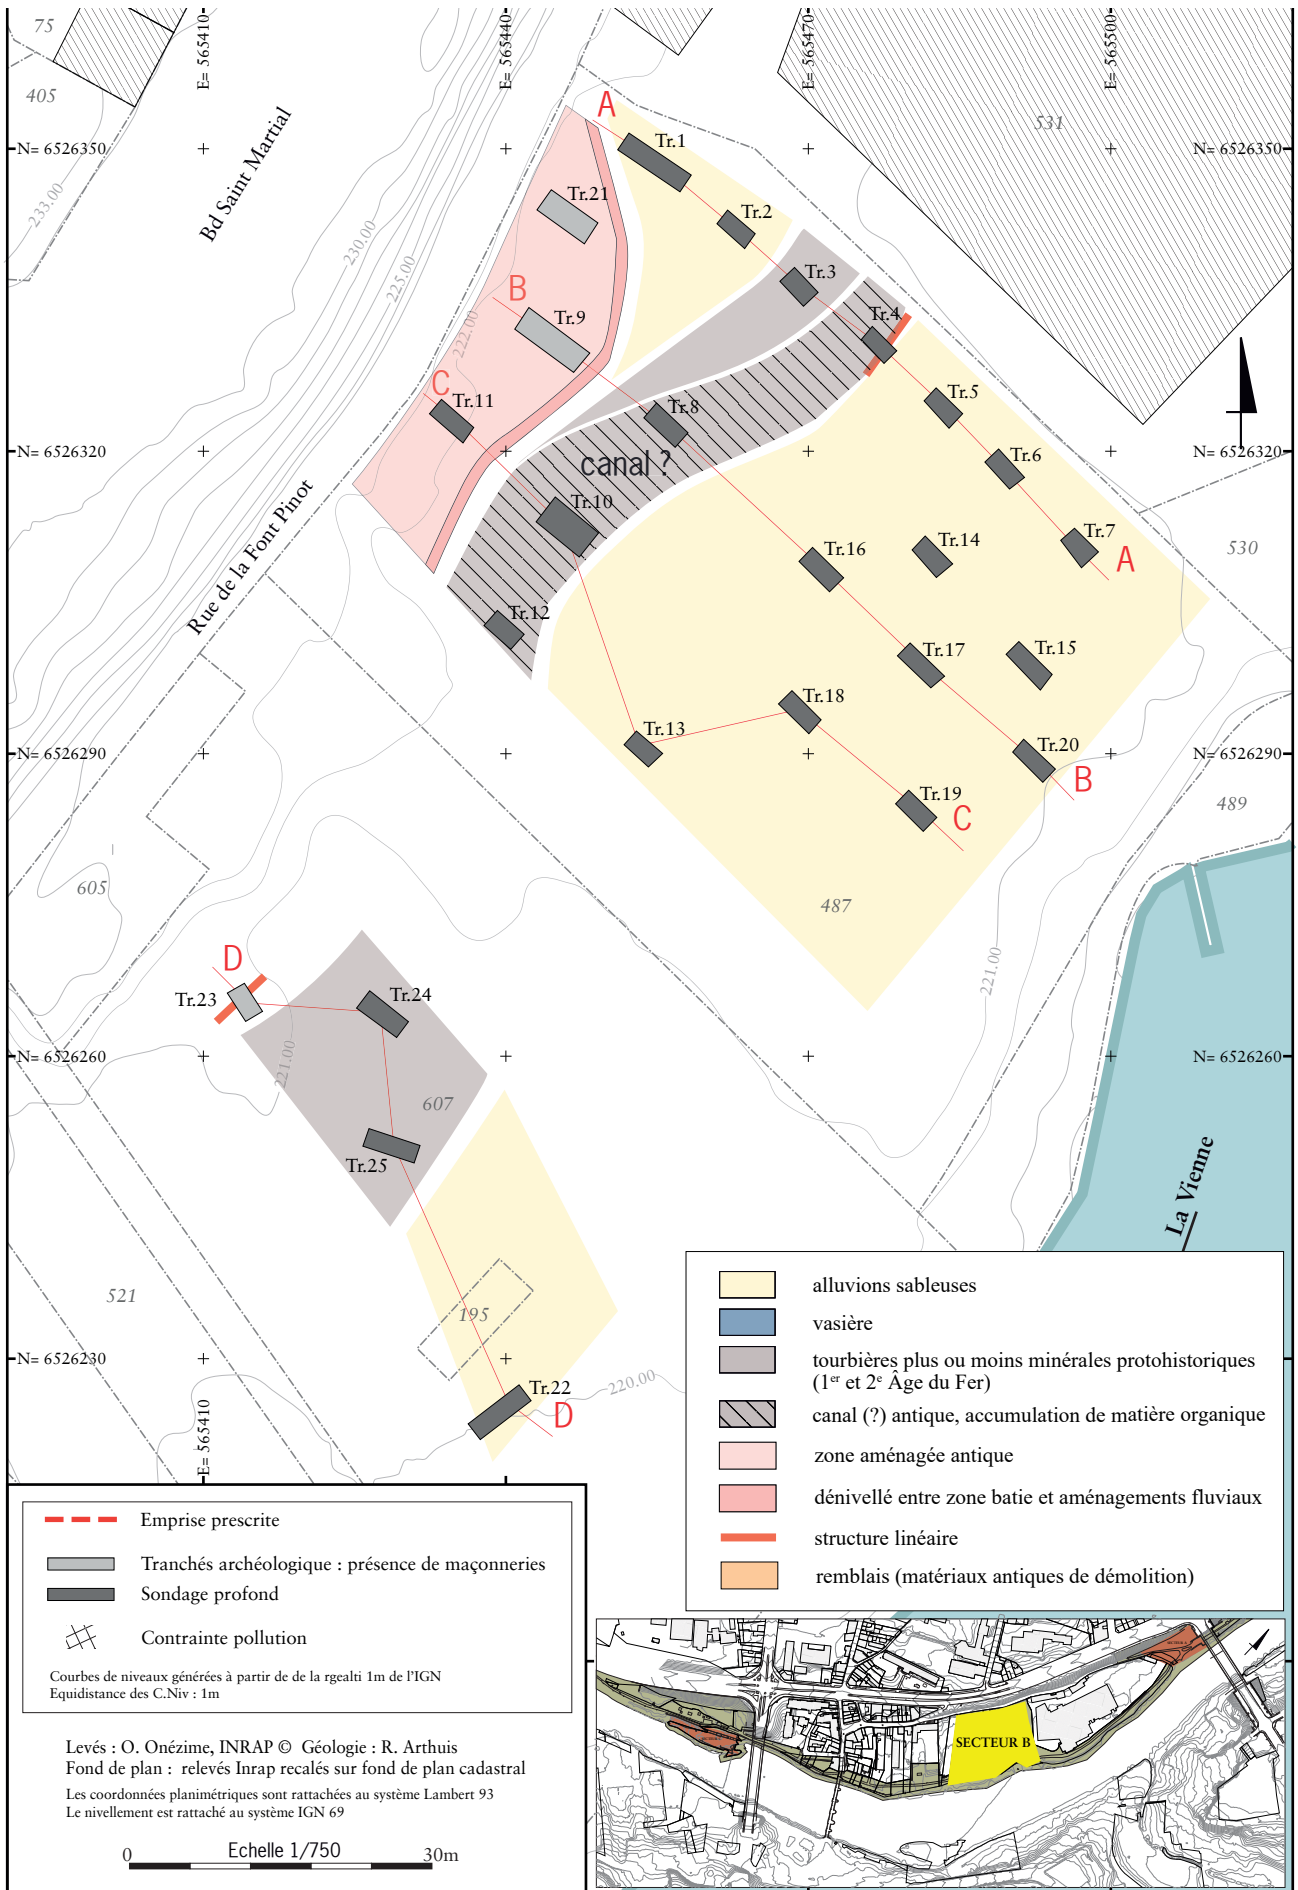 75
405
E= 565410
E= 565440
E= 565470
E= 565500
531
N= 6526350
N= 6526350
A
Tr.1
Bd Saint Martial
233.00
230.00
225.00
222.00
Tr.21
Tr.2
Tr.3
B
Tr.9
Tr.4
C
Tr.11
Tr.8
Tr.5
N= 6526320
canal ?
Tr.6
N= 6526320
Tr.10
Tr.7
A
Tr.14
Tr.16
530
Rue de la Font Pinot
Tr.12
Tr.17
Tr.15
Tr.18
Tr.13
Tr.20
N= 6526290
N= 6526290
B
Tr.19
C
489
605
487
221.00
D
Tr.23
Tr.24
N= 6526260
N= 6526260
221.00
607
Tr.25
La Vienne
521
195
N= 6526230
220.00
Tr.22
D
E= 565410
alluvions sableuses
vasière
tourbières plus ou moins minérales protohistoriques
(1er et 2e Âge du Fer)
canal (?) antique, accumulation de matière organique
zone aménagée antique
dénivellé entre zone batie et aménagements fluviaux
structure linéaire
remblais (matériaux antiques de démolition)
Emprise prescrite
Tranchés archéologique : présence de maçonneries
Sondage profond
Contrainte pollution
Courbes de niveaux générées à partir de de la rgealti 1m de l'IGN
Equidistance des C.Niv : 1m
Levés : O. Onézime, INRAP © Géologie : R. Arthuis
Fond de plan : relevés Inrap recalés sur fond de plan cadastral
Les coordonnées planimétriques sont rattachées au système Lambert 93
Le nivellement est rattaché au système IGN 69
Echelle 1/750
0 30m
SECTEUR B